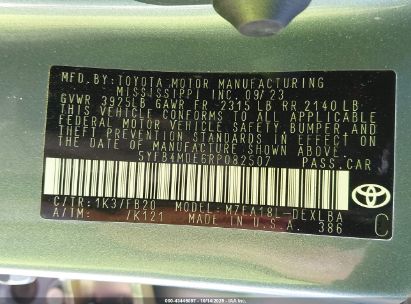 MFD. BY: TOYOTA MOTOR MANUFACTURING
MISSISSIPPI INC. 09/23
GVWR 3925LB GAWR FR 2315 LB RR 2140 LB
THIS VEHICLE CONFORMS TO ALL APPLICABLE
FEDERAL MOTOR VEHICLE SAFETY, BUMPER, AND
THEFT PREVENTION STANDARDS IN EFFECT ON
THE DATE OF MANUFACTURE SHOWN ABOVE.
5YFB4MDE6RP082507 PASS.CAR
C/TR: 1K3/FB20 MODEL: MZEA18L-DEXLBA
A/TM: /K121 MADE IN U.S.A. 386
TOYOTA
C